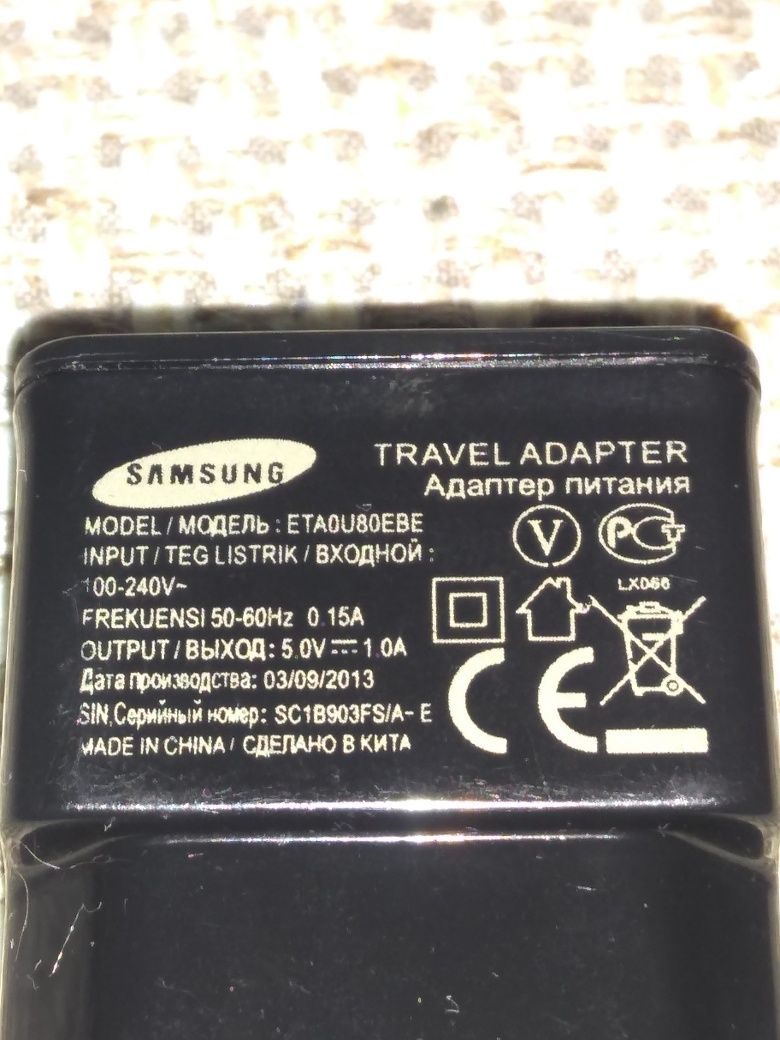 SAMSUNG
TRAVEL ADAPTER
Адаптер питания
MODEL / МОДЕЛЬ : ETA0U80EBE
INPUT / TEG LISTRIK / ВХОДНОЙ :
100-240V~
FREKUENSI 50-60Hz 0.15A
OUTPUT / ВЫХОД: 5.0V ⎓ 1.0A
Дата производства: 03/09/2013
S/N,Серийный номер: SC1B903FS/A-E
MADE IN CHINA / СДЕЛАНО В КИТА
V
РСТ
LX066
CE